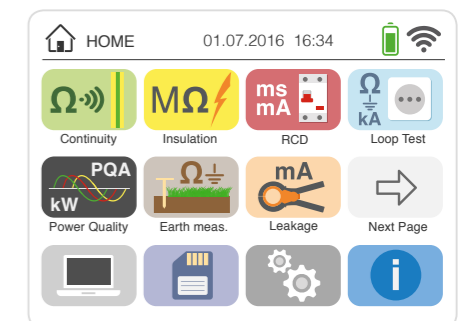 HOME 01.07.2016 16:34
Ω MΩ ms mA Ω kA
Continuity Insulation RCD Loop Test
PQA kW Ω mA
Power Quality Earth meas. Leakage Next Page
i